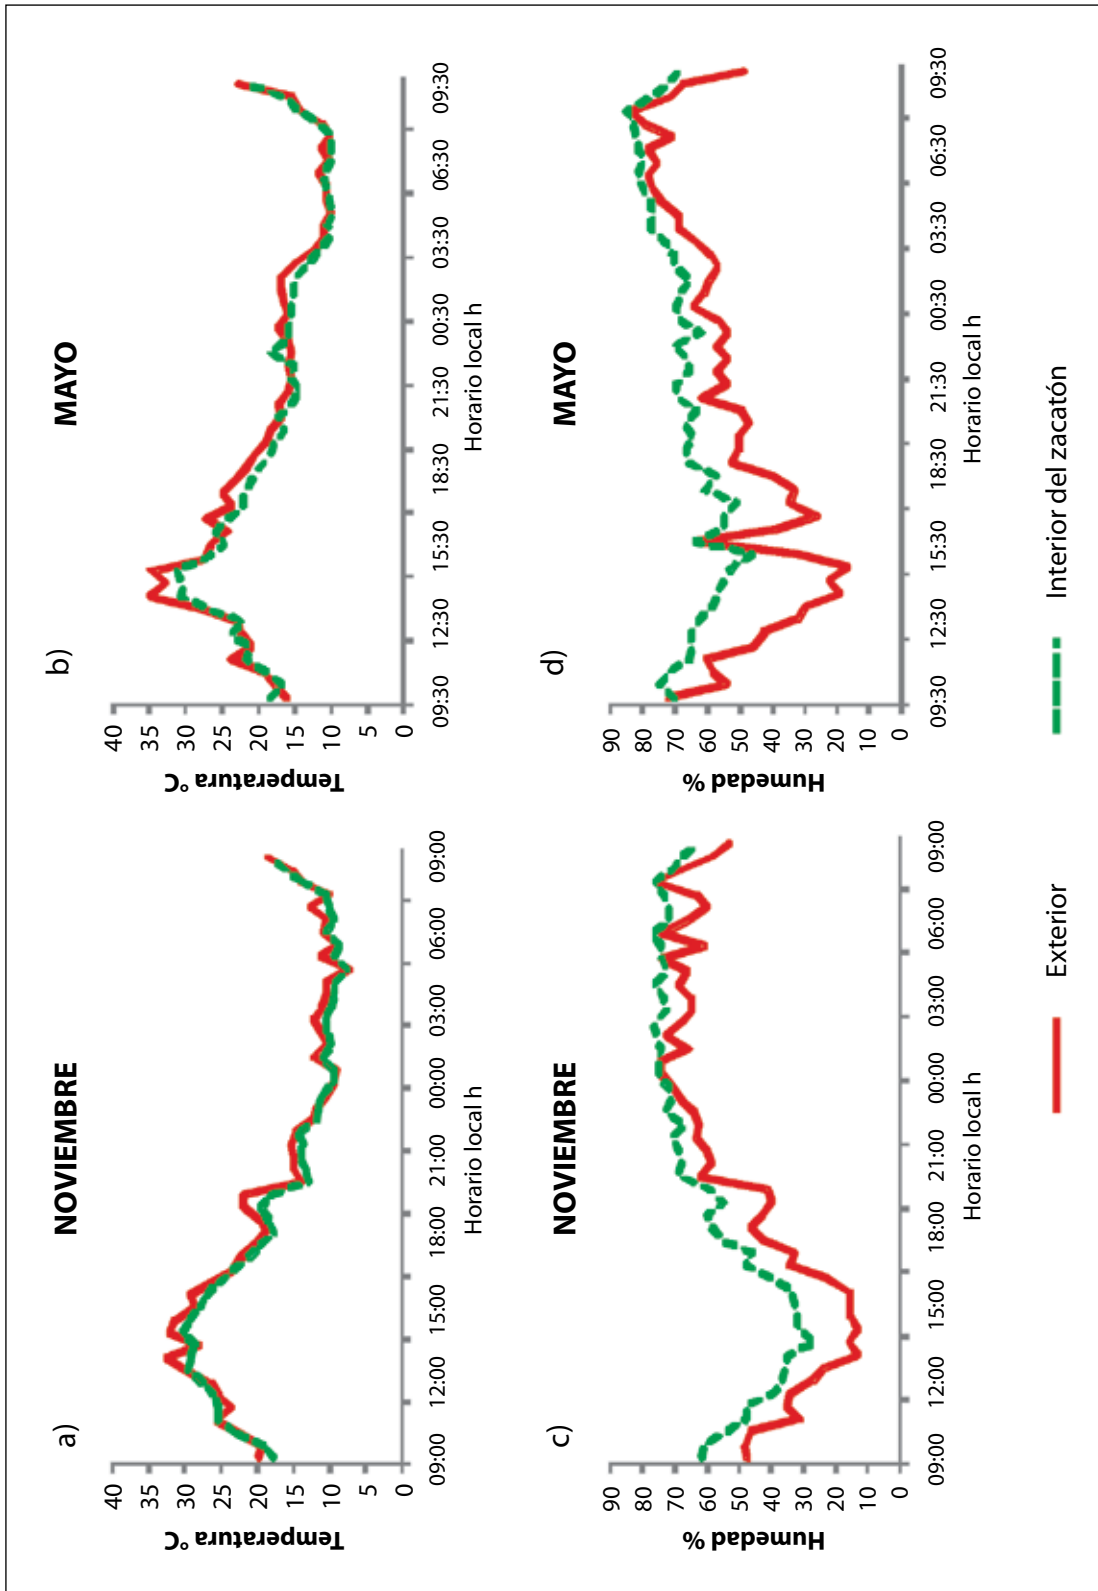 NOVIEMBRE
a)
Temperatura °C
40
35
30
25
20
15
10
5
0
09:00 12:00 15:00 18:00 21:00 00:00 03:00 06:00 09:00
Horario local h
MAYO
b)
Temperatura °C
40
35
30
25
20
15
10
5
0
09:30 12:30 15:30 18:30 21:30 00:30 03:30 06:30 09:30
Horario local h
NOVIEMBRE
c)
Humedad %
90
80
70
60
50
40
30
20
10
0
09:00 12:00 15:00 18:00 21:00 00:00 03:00 06:00 09:00
Horario local h
MAYO
d)
Humedad %
90
80
70
60
50
40
30
20
10
0
09:30 12:30 15:30 18:30 21:30 00:30 03:30 06:30 09:30
Horario local h
Exterior
Interior del zacatón